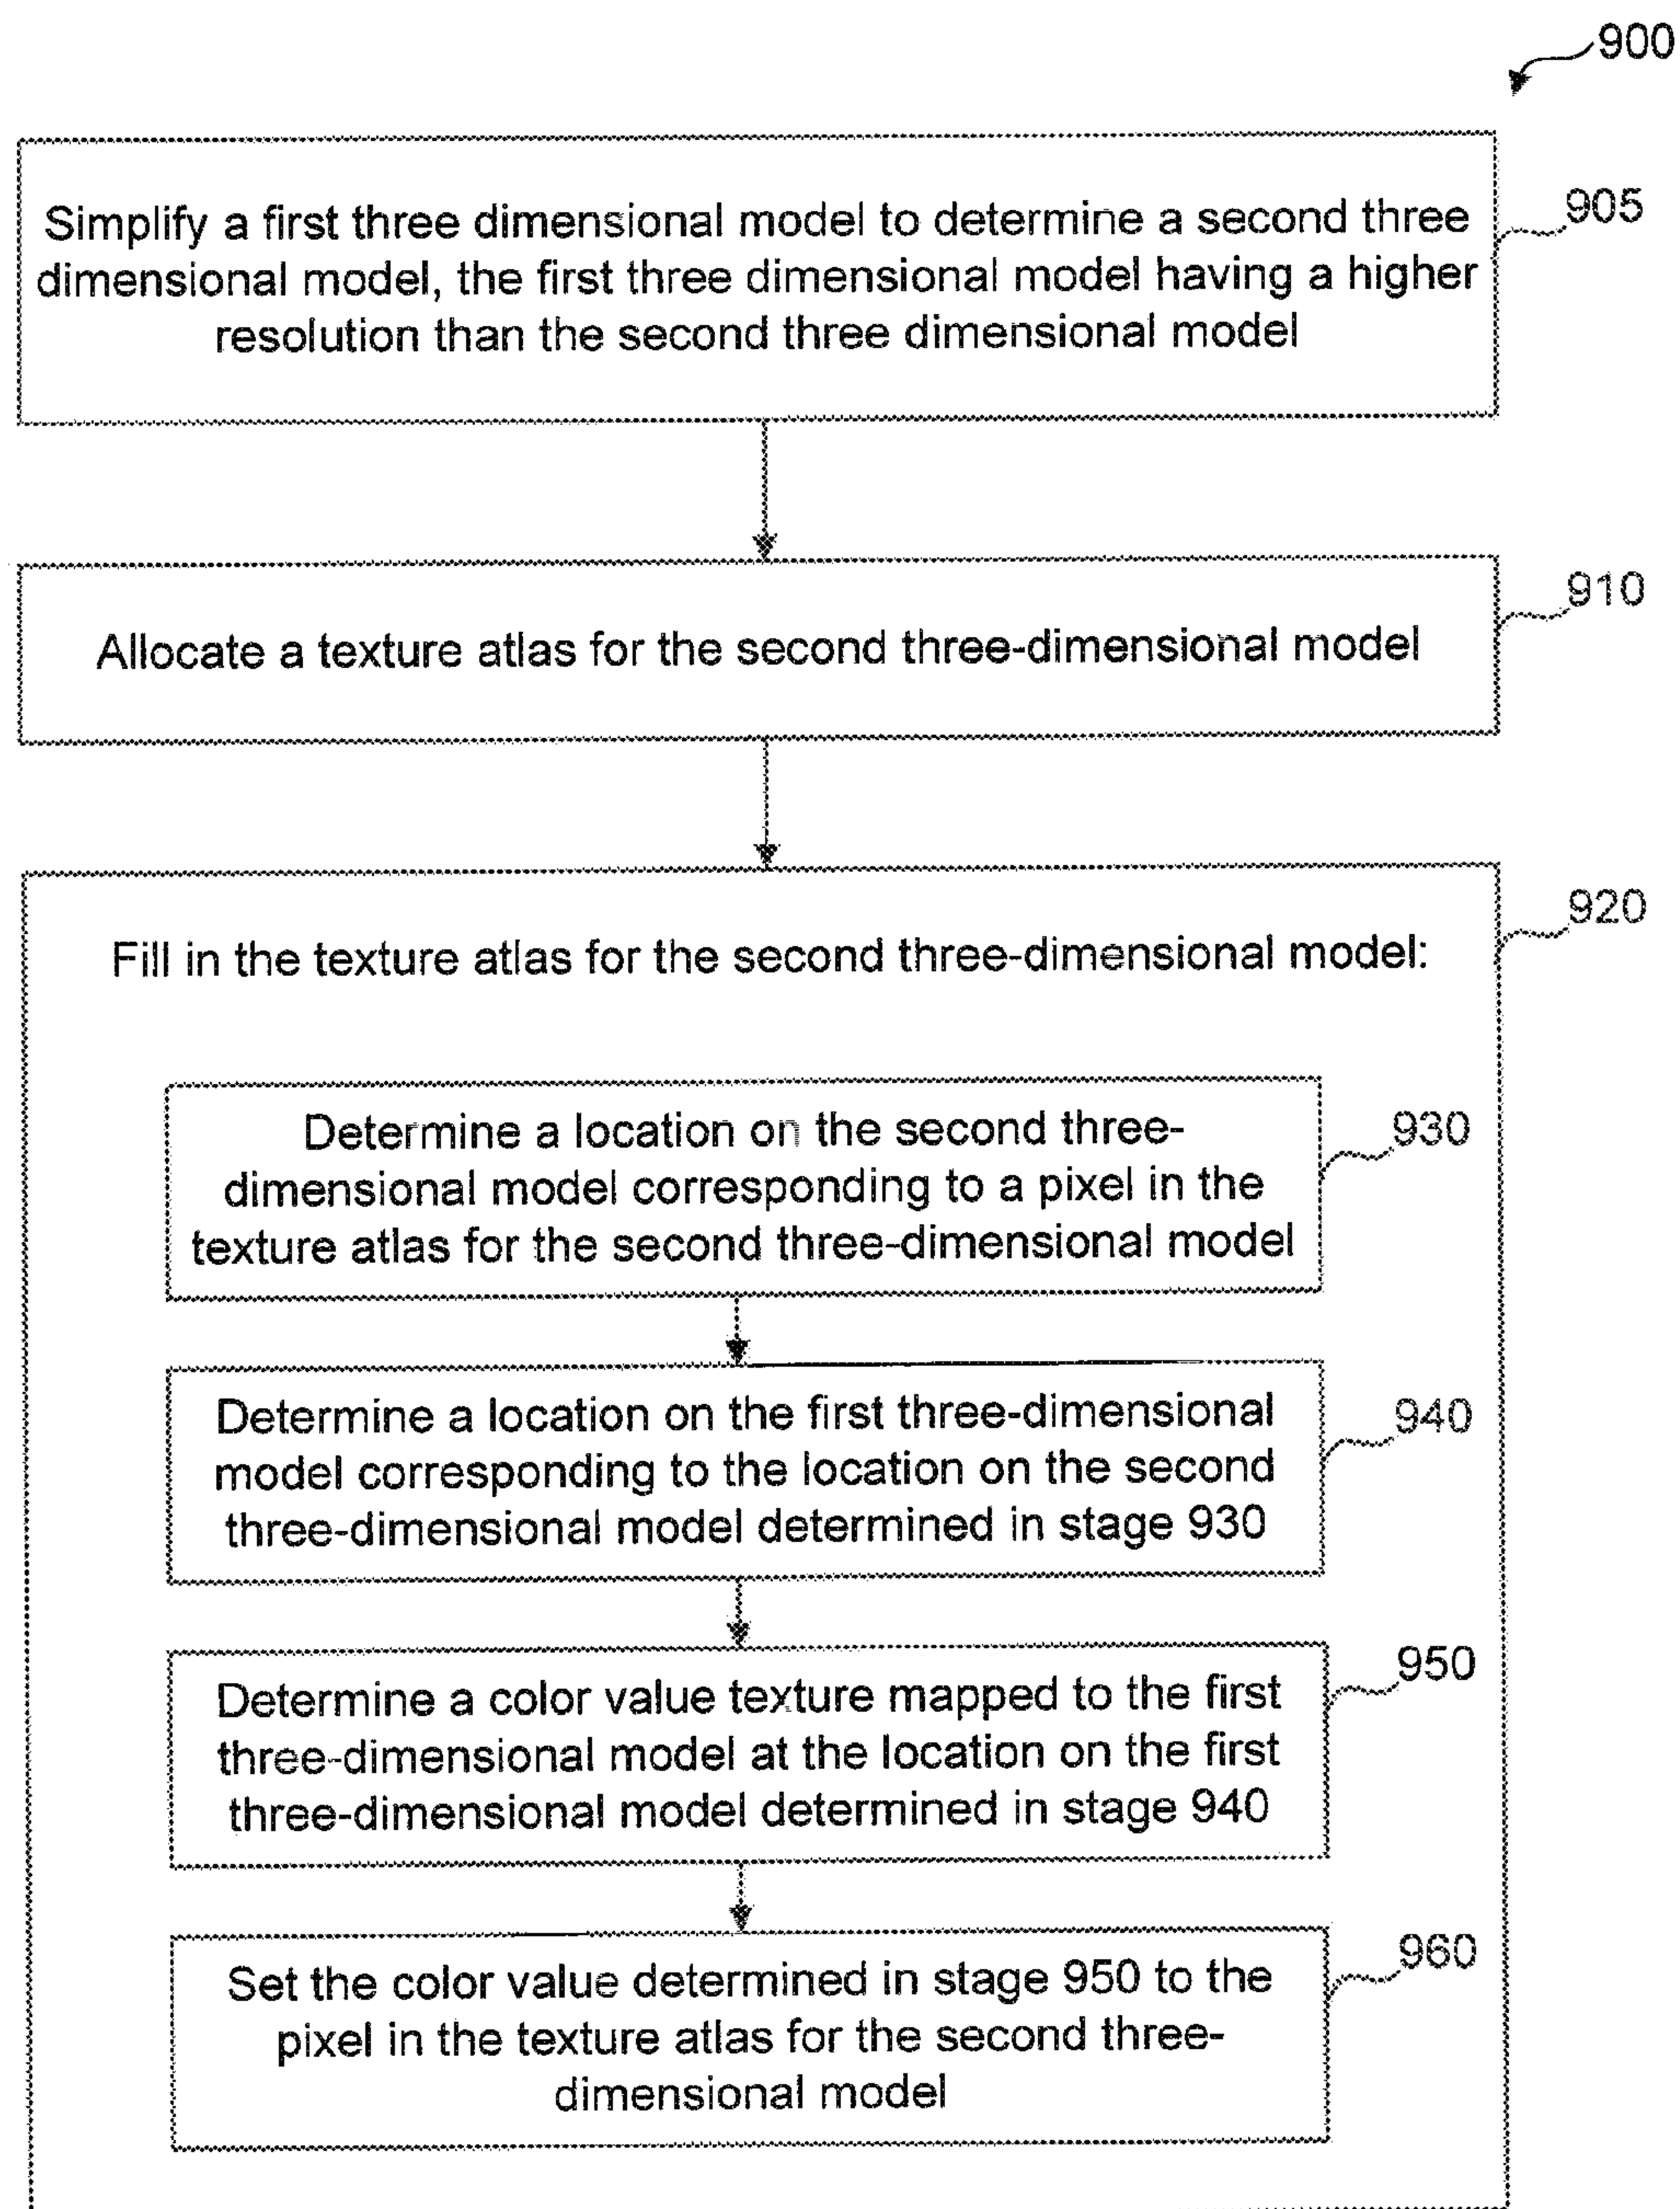 900
Simplify a first three dimensional model to determine a second three
dimensional model, the first three dimensional model having a higher
resolution than the second three dimensional model
905
Allocate a texture atlas for the second three-dimensional model
910
Fill in the texture atlas for the second three-dimensional model:
920
Determine a location on the second three-
dimensional model corresponding to a pixel in the
texture atlas for the second three-dimensional model
930
Determine a location on the first three-dimensional
model corresponding to the location on the second
three-dimensional model determined in stage 930
940
Determine a color value texture mapped to the first
three-dimensional model at the location on the first
three-dimensional model determined in stage 940
950
Set the color value determined in stage 950 to the
pixel in the texture atlas for the second three-
dimensional model
960